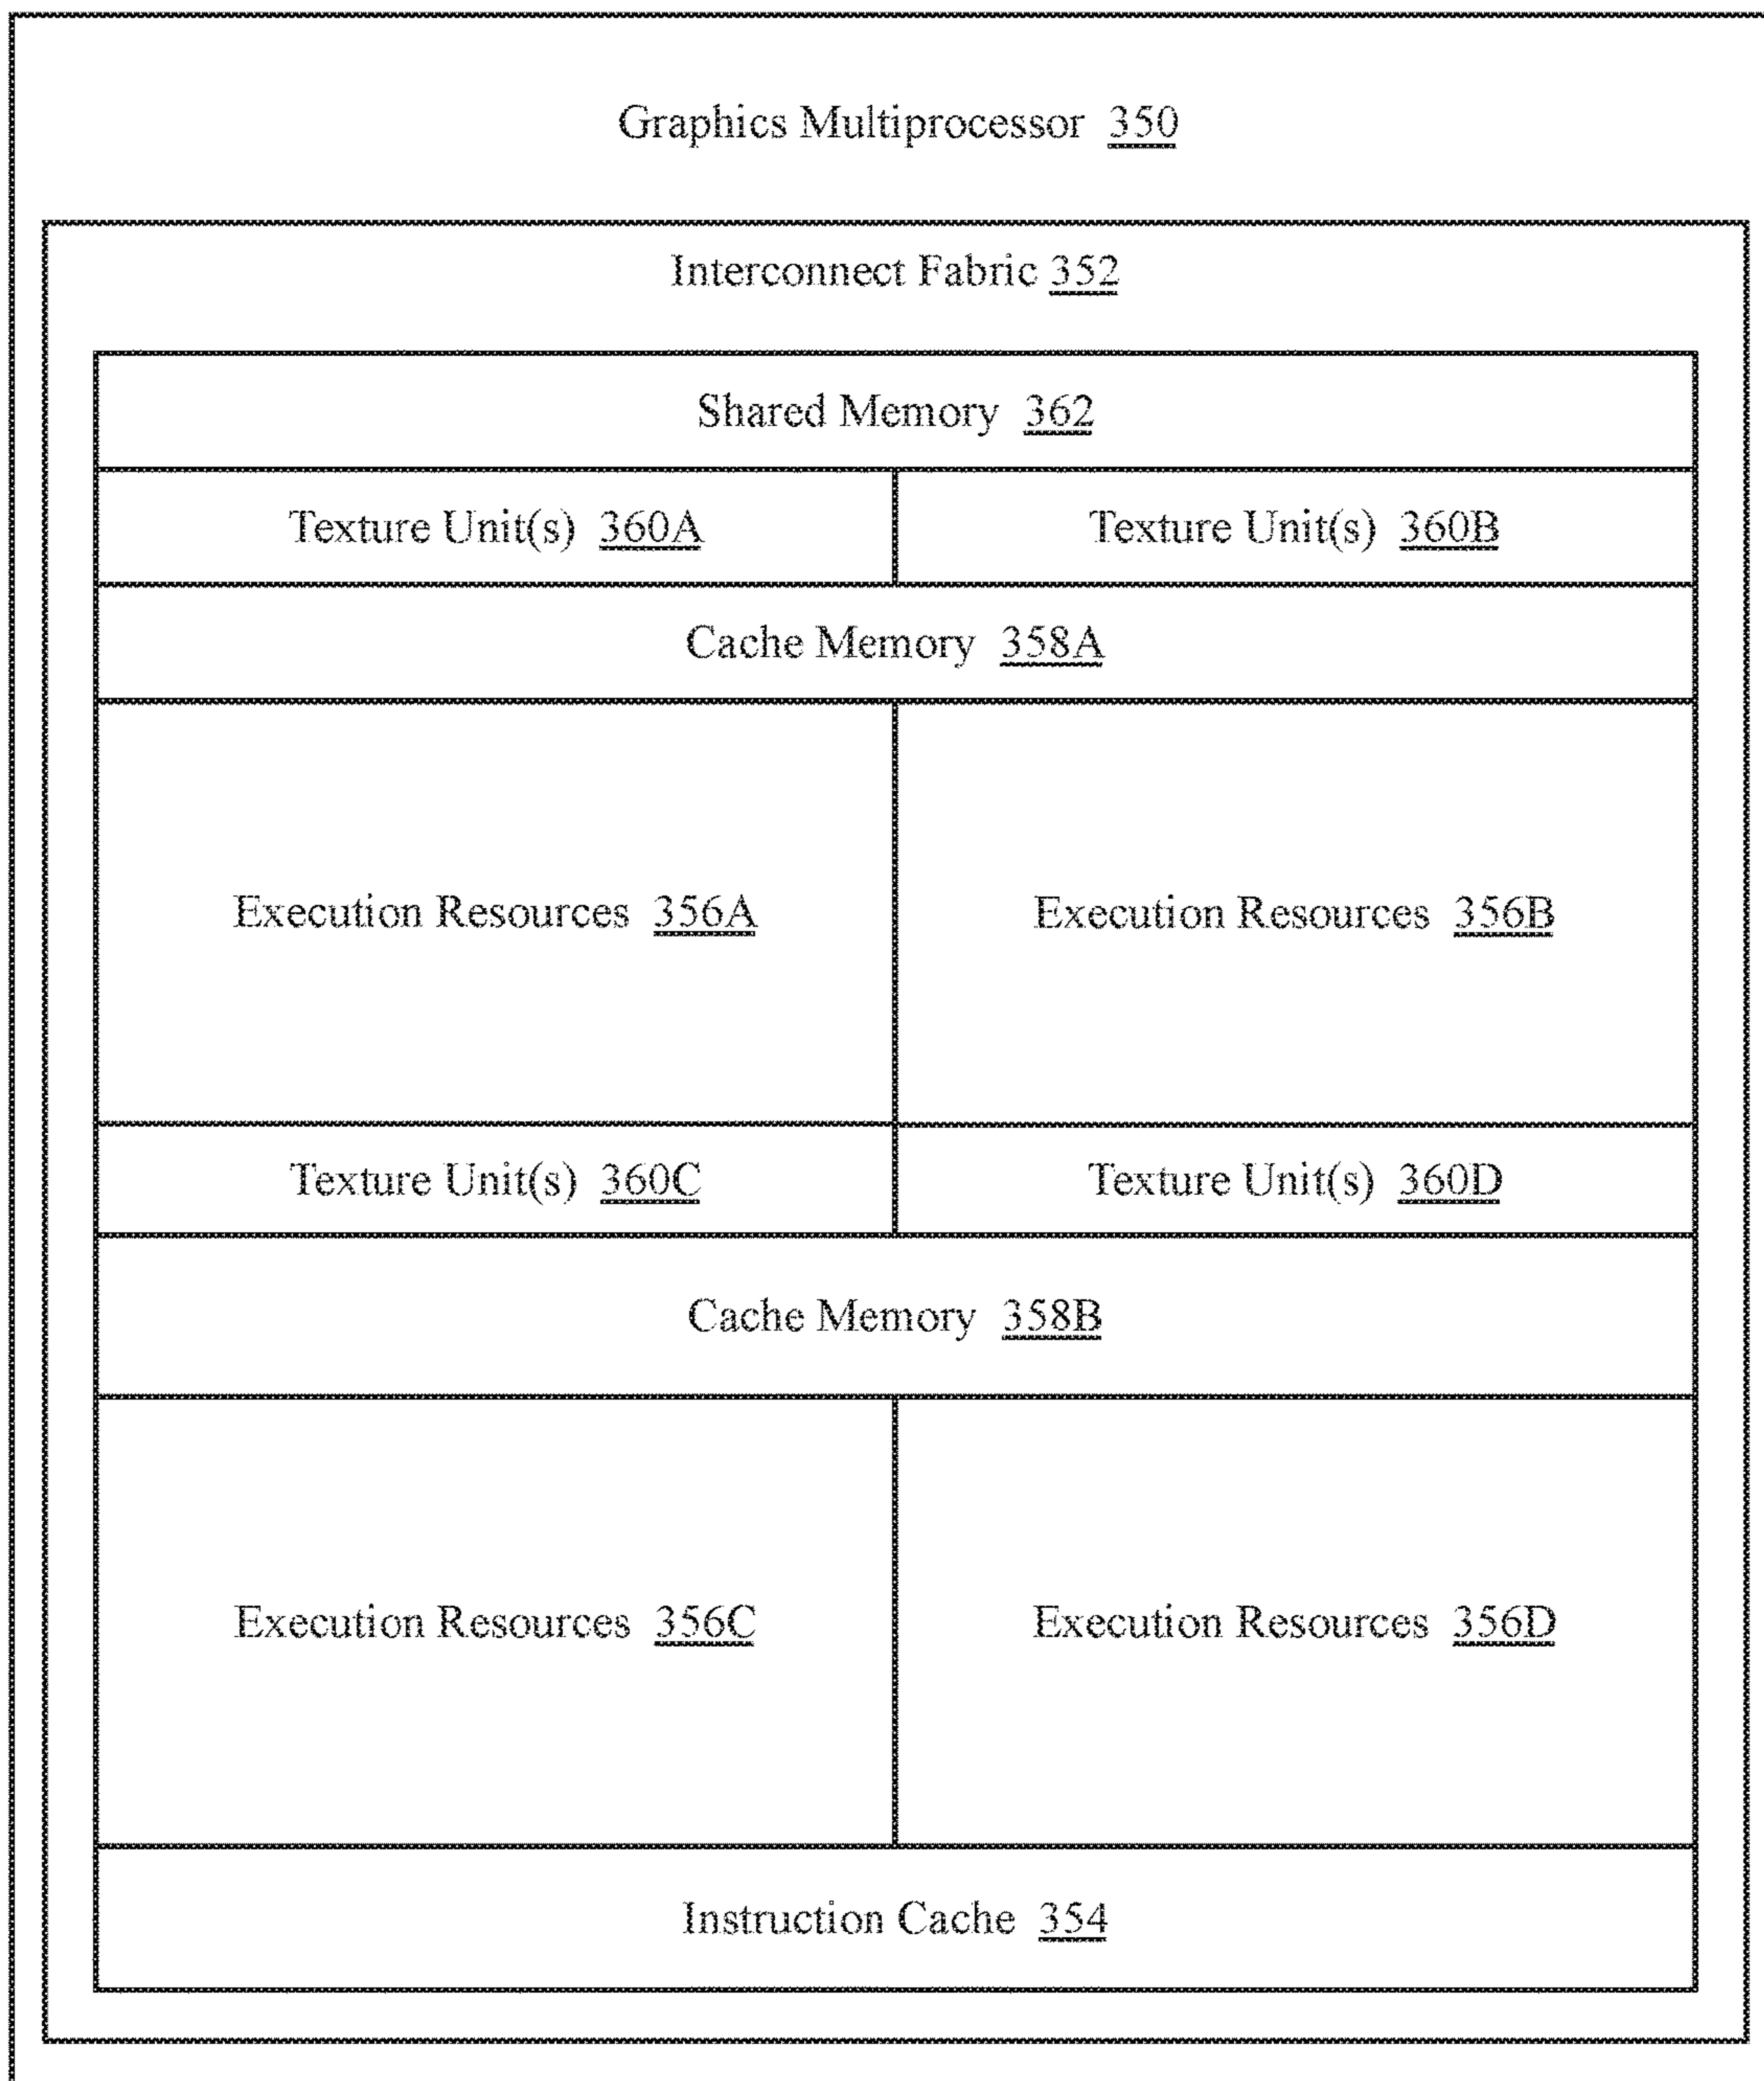 Graphics Multiprocessor 350
Interconnect Fabric 352
Shared Memory 362
Texture Unit(s) 360A
Texture Unit(s) 360B
Cache Memory 358A
Execution Resources 356A
Execution Resources 356B
Texture Unit(s) 360C
Texture Unit(s) 360D
Cache Memory 358B
Execution Resources 356C
Execution Resources 356D
Instruction Cache 354